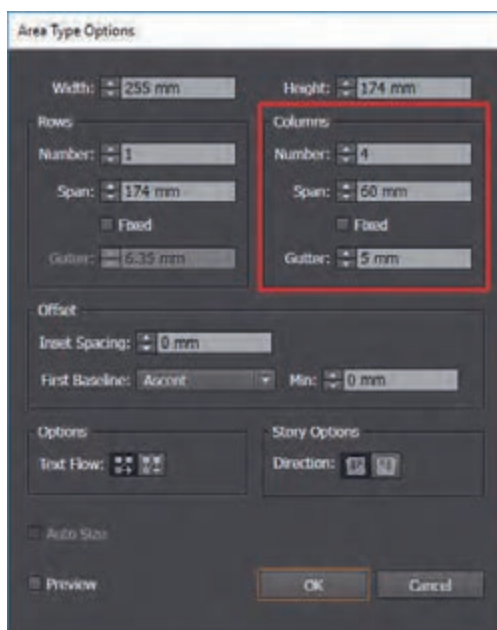 Area Type Options
Width: 255 mm Height: 174 mm
Rows Columns
Number: 1 Number: 4
Span: 174 mm Span: 60 mm
Fixed Fixed
Gutter: 6.35 mm Gutter: 5 mm
Offset
Inset Spacing: 0 mm
First Baseline: Ascent Min: 0 mm
Options Story Options
Text Flow: Direction:
Auto Size
Preview OK Cancel